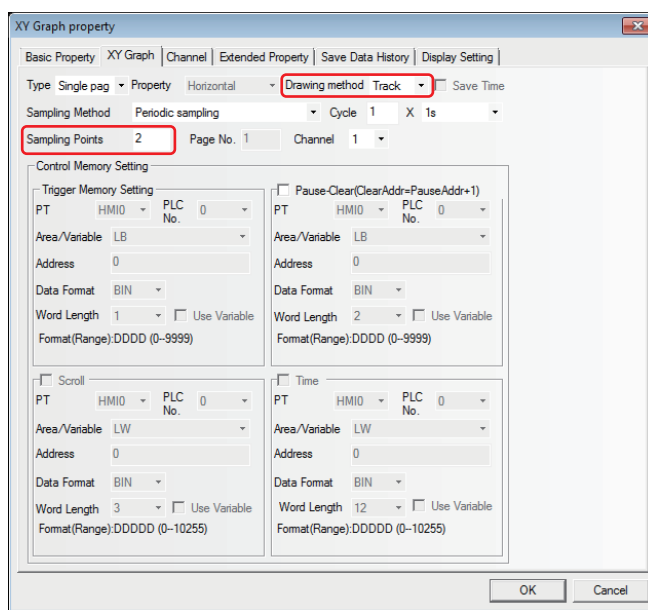 XY Graph property
Basic Property XY Graph Channel Extended Property Save Data History Display Setting
Type Single pag Property Horizontal Drawing method Track Save Time
Sampling Method Periodic sampling Cycle 1 X 1s
Sampling Points 2 Page No. 1 Channel 1
Control Memory Setting
Trigger Memory Setting
PT HMI0 PLC No. 0
Area/Variable LB
Address 0
Data Format BIN
Word Length 1 Use Variable
Format(Range):DDDD (0--9999)
Pause-Clear(ClearAddr=PauseAddr+1)
PT HMI0 PLC No. 0
Area/Variable LB
Address 0
Data Format BIN
Word Length 2 Use Variable
Format(Range):DDDD (0--9999)
Scroll
PT HMI0 PLC No. 0
Area/Variable LW
Address 0
Data Format BIN
Word Length 3 Use Variable
Format(Range):DDDDD (0--10255)
Time
PT HMI0 PLC No. 0
Area/Variable LW
Address 0
Data Format BIN
Word Length 12 Use Variable
Format(Range):DDDDD (0--10255)
OK Cancel